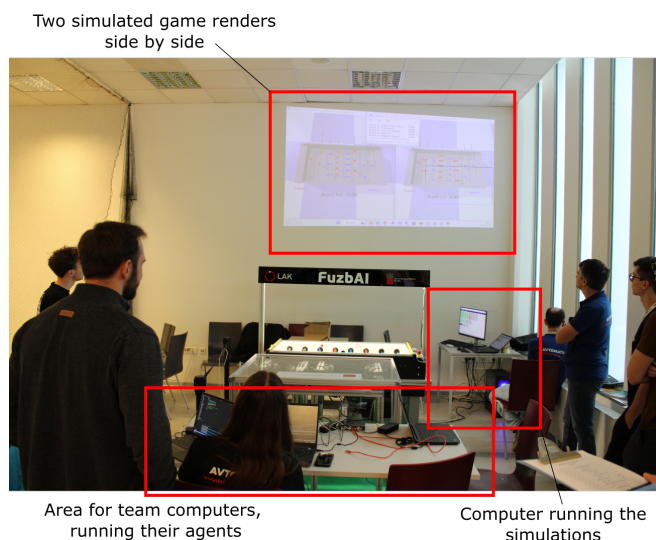 Two simulated game renders
side by side
LAK
FuzbAI
AVTO
Area for team computers,
running their agents
Computer running the
simulations